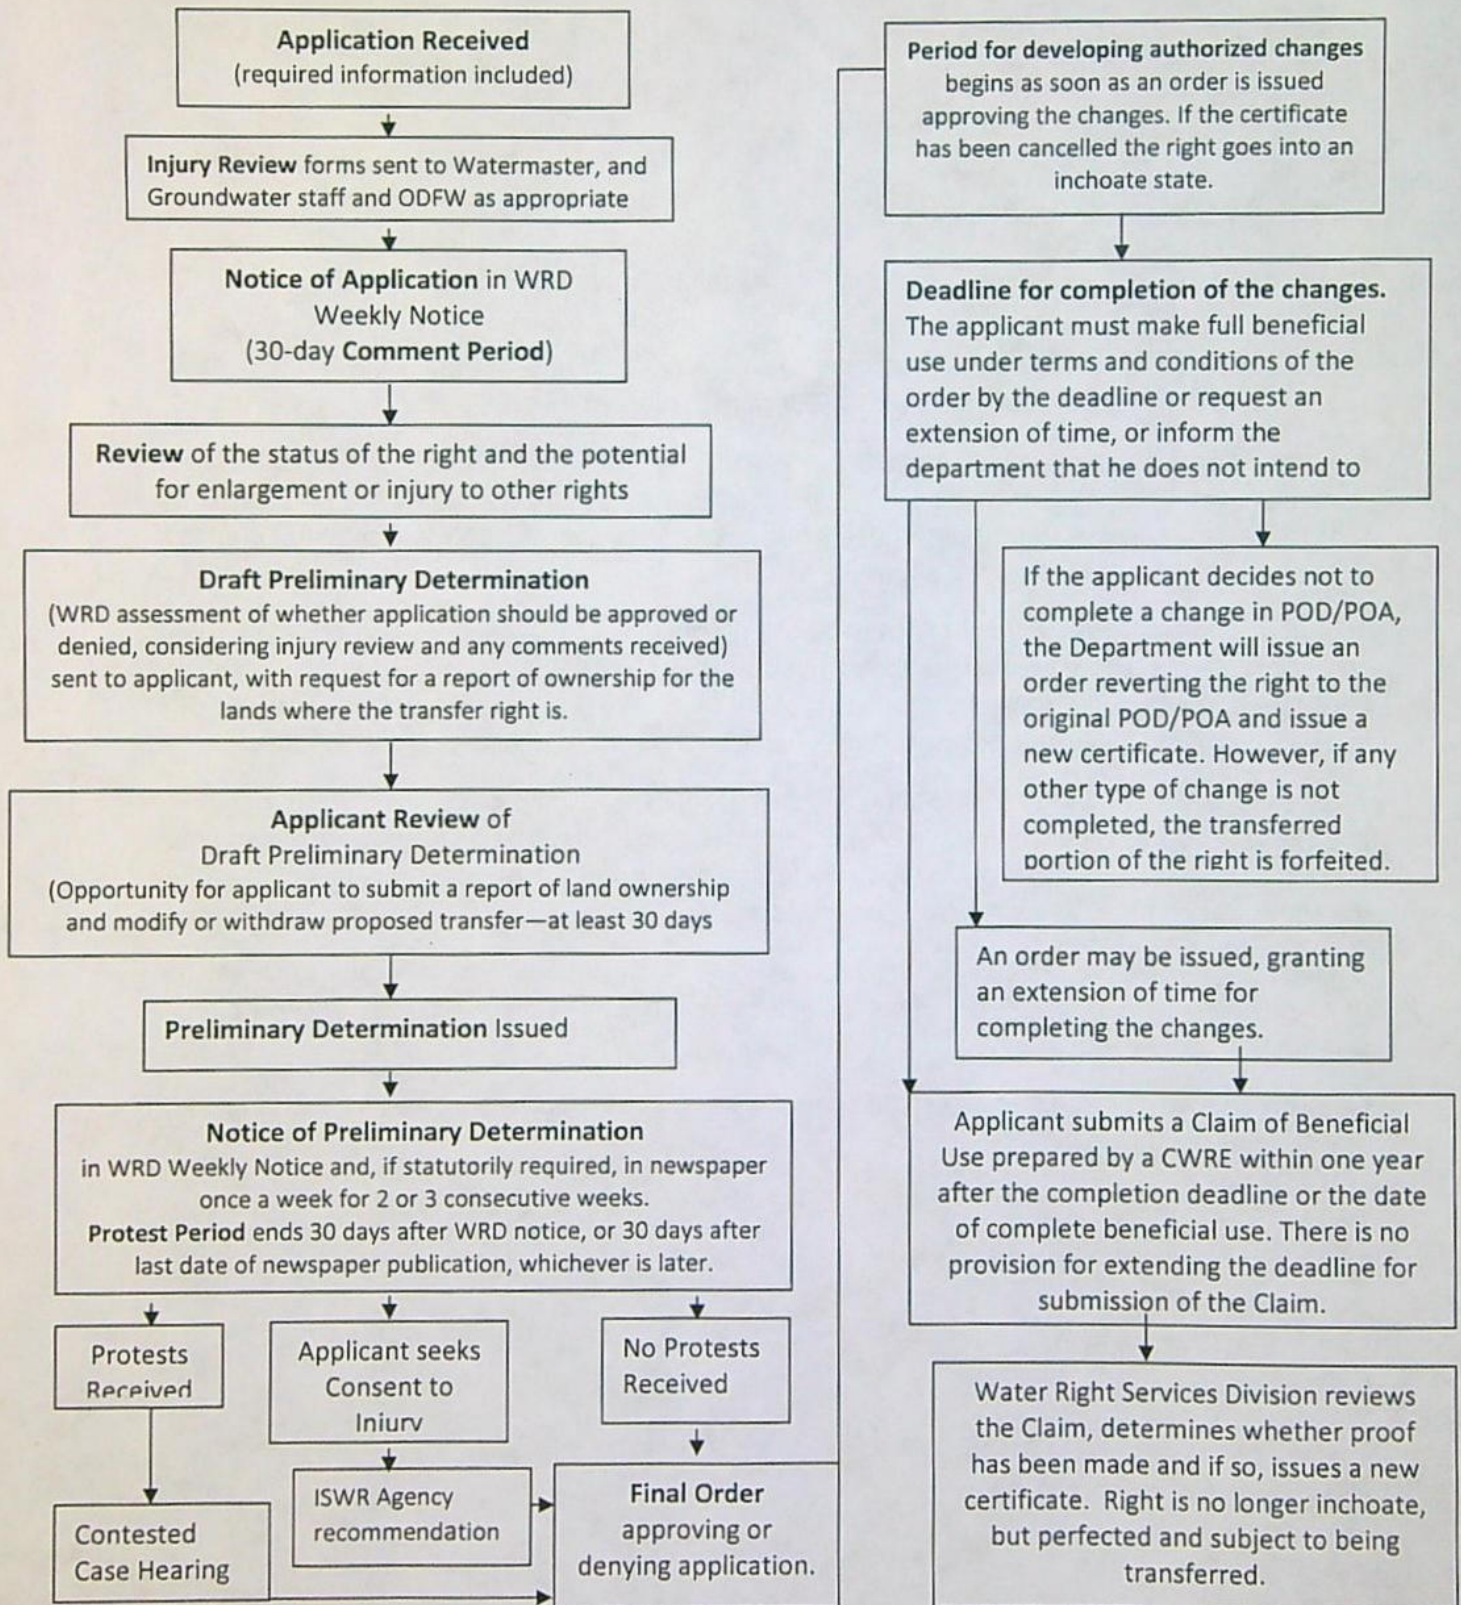 Application Received
(required information included)
Injury Review forms sent to Watermaster, and
Groundwater staff and ODFW as appropriate
Notice of Application in WRD
Weekly Notice
(30-day Comment Period)
Review of the status of the right and the potential
for enlargement or injury to other rights
Draft Preliminary Determination
(WRD assessment of whether application should be approved or
denied, considering injury review and any comments received)
sent to applicant, with request for a report of ownership for the
lands where the transfer right is.
Applicant Review of
Draft Preliminary Determination
(Opportunity for applicant to submit a report of land ownership
and modify or withdraw proposed transfer—at least 30 days
Preliminary Determination Issued
Notice of Preliminary Determination
in WRD Weekly Notice and, if statutorily required, in newspaper
once a week for 2 or 3 consecutive weeks.
Protest Period ends 30 days after WRD notice, or 30 days after
last date of newspaper publication, whichever is later.
Protests
Received
Applicant seeks
Consent to
Injury
No Protests
Received
Contested
Case Hearing
ISWR Agency
recommendation
Final Order
approving or
denying application.
Period for developing authorized changes
begins as soon as an order is issued
approving the changes. If the certificate
has been cancelled the right goes into an
inchoate state.
Deadline for completion of the changes.
The applicant must make full beneficial
use under terms and conditions of the
order by the deadline or request an
extension of time, or inform the
department that he does not intend to
If the applicant decides not to
complete a change in POD/POA,
the Department will issue an
order reverting the right to the
original POD/POA and issue a
new certificate. However, if any
other type of change is not
completed, the transferred
portion of the right is forfeited.
An order may be issued, granting
an extension of time for
completing the changes.
Applicant submits a Claim of Beneficial
Use prepared by a CWRE within one year
after the completion deadline or the date
of complete beneficial use. There is no
provision for extending the deadline for
submission of the Claim.
Water Right Services Division reviews
the Claim, determines whether proof
has been made and if so, issues a new
certificate. Right is no longer inchoate,
but perfected and subject to being
transferred.